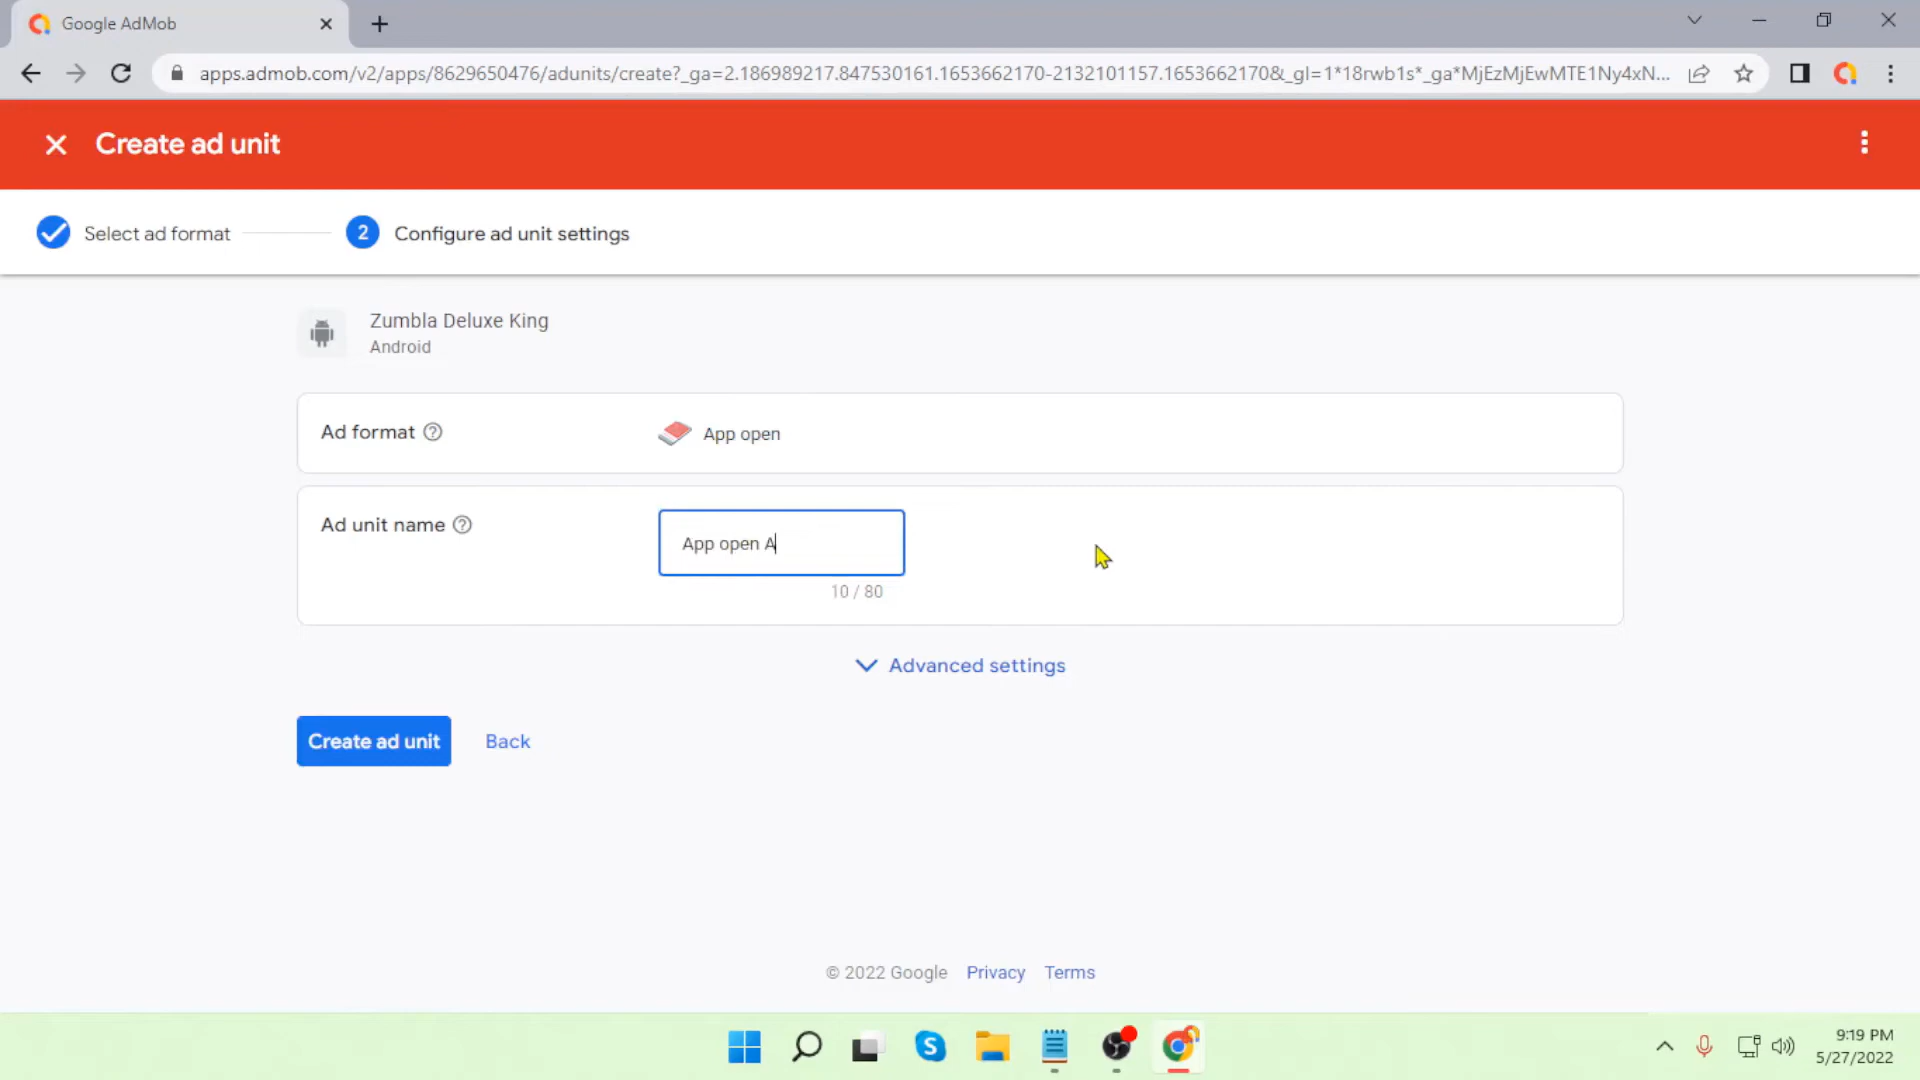 Google AdMob
apps.admob.com/v2/apps/8629650476/adunits/create?_ga=2.186989217.847530161.1653662170-2132101157.1653662170&_gl=1*18rwb1s*_ga*MjEzMjEwMTE1Ny4xN...
Create ad unit
Select ad format
2 Configure ad unit settings
Zumbla Deluxe King
Android
Ad format
App open
Ad unit name
App open A
10 / 80
Advanced settings
Create ad unit
Back
© 2022 Google Privacy Terms
9:19 PM
5/27/2022